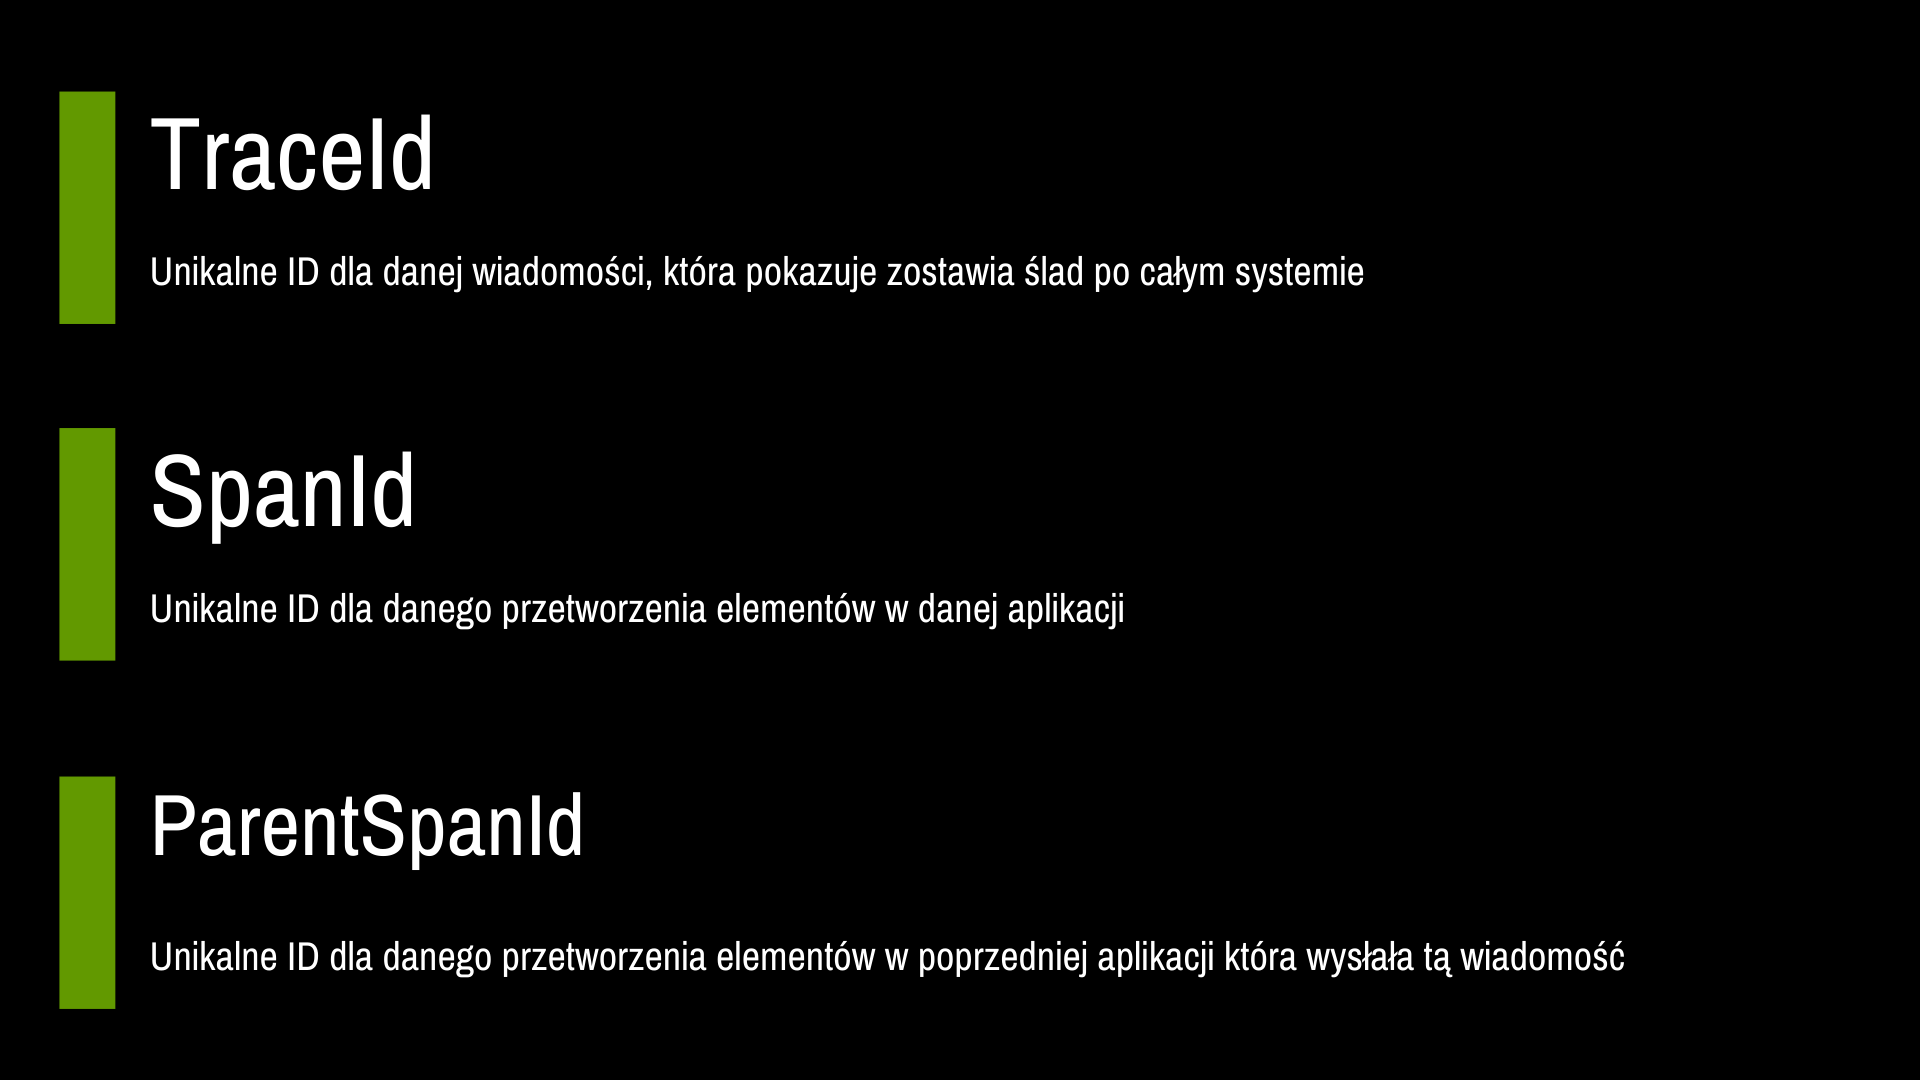 TraceId
Unikalne ID dla danej wiadomości, która pokazuje zostawia ślad po całym systemie
SpanId
Unikalne ID dla danego przetworzenia elementów w danej aplikacji
ParentSpanId
Unikalne ID dla danego przetworzenia elementów w poprzedniej aplikacji która wysłała tą wiadomość